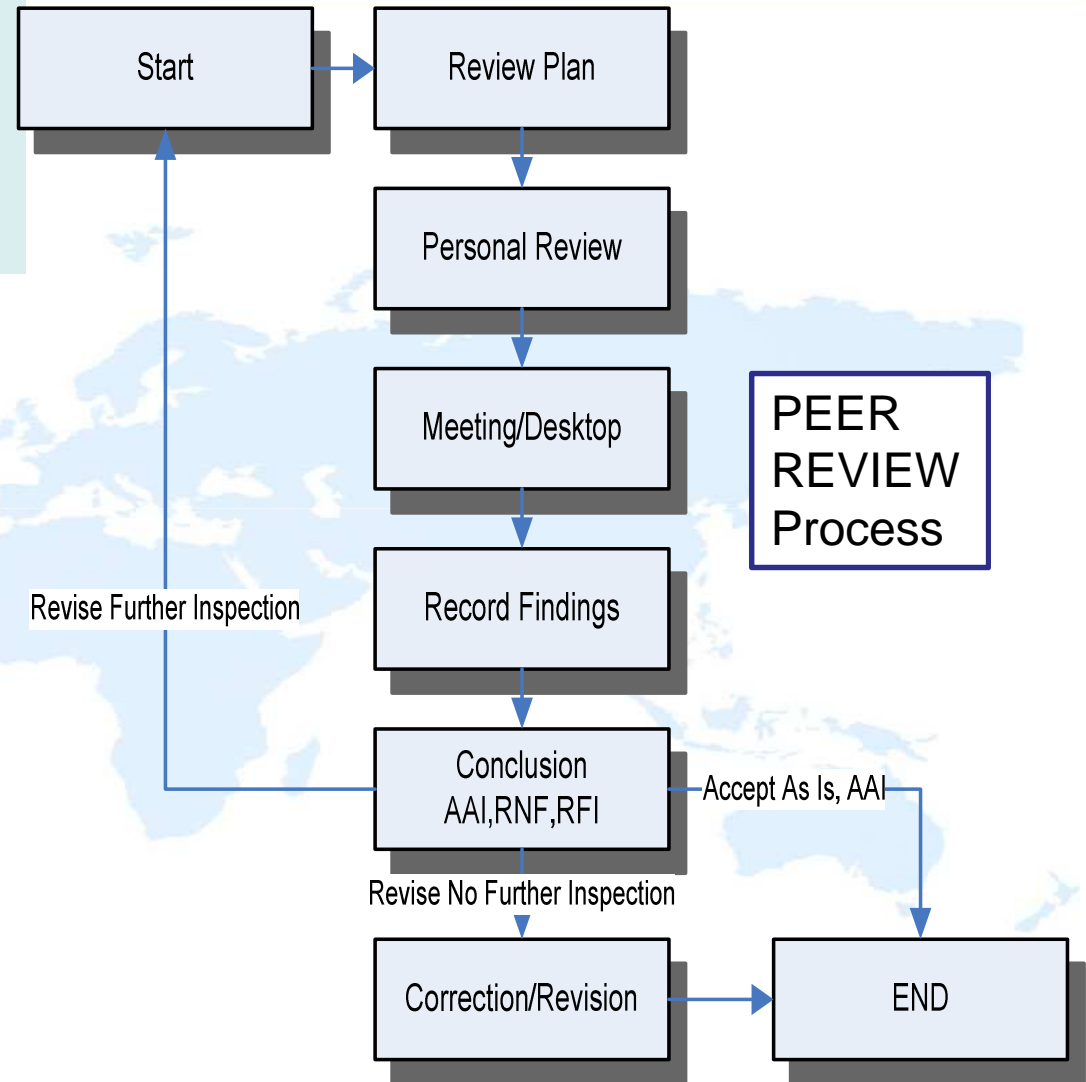 Start
Review Plan
Personal Review
Meeting/Desktop
PEER
REVIEW
Process
Record Findings
Revise Further Inspection
Conclusion
AAI,RNF,RFI
Accept As Is, AAI
Revise No Further Inspection
Correction/Revision
END